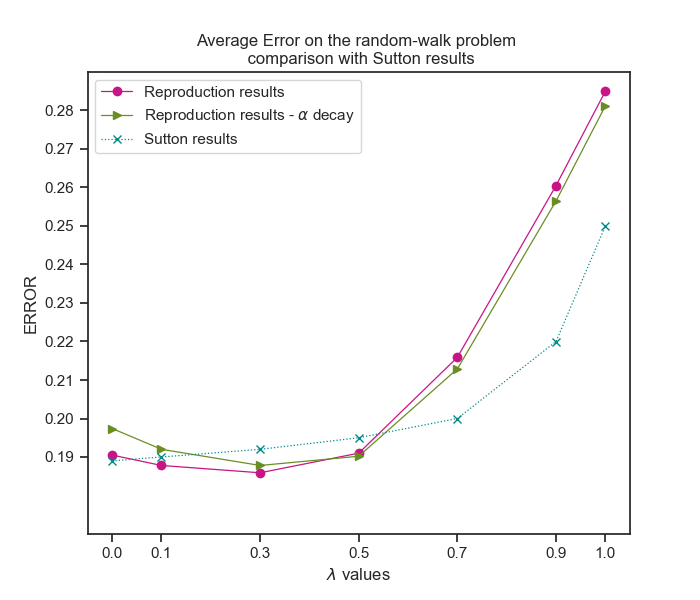 Average Error on the random-walk problem
comparison with Sutton results
Reproduction results
Reproduction results - α decay
Sutton results
ERROR
0.28
0.27
0.26
0.25
0.24
0.23
0.22
0.21
0.20
0.19
0.0 0.1 0.3 0.5 0.7 0.9 1.0
λ values